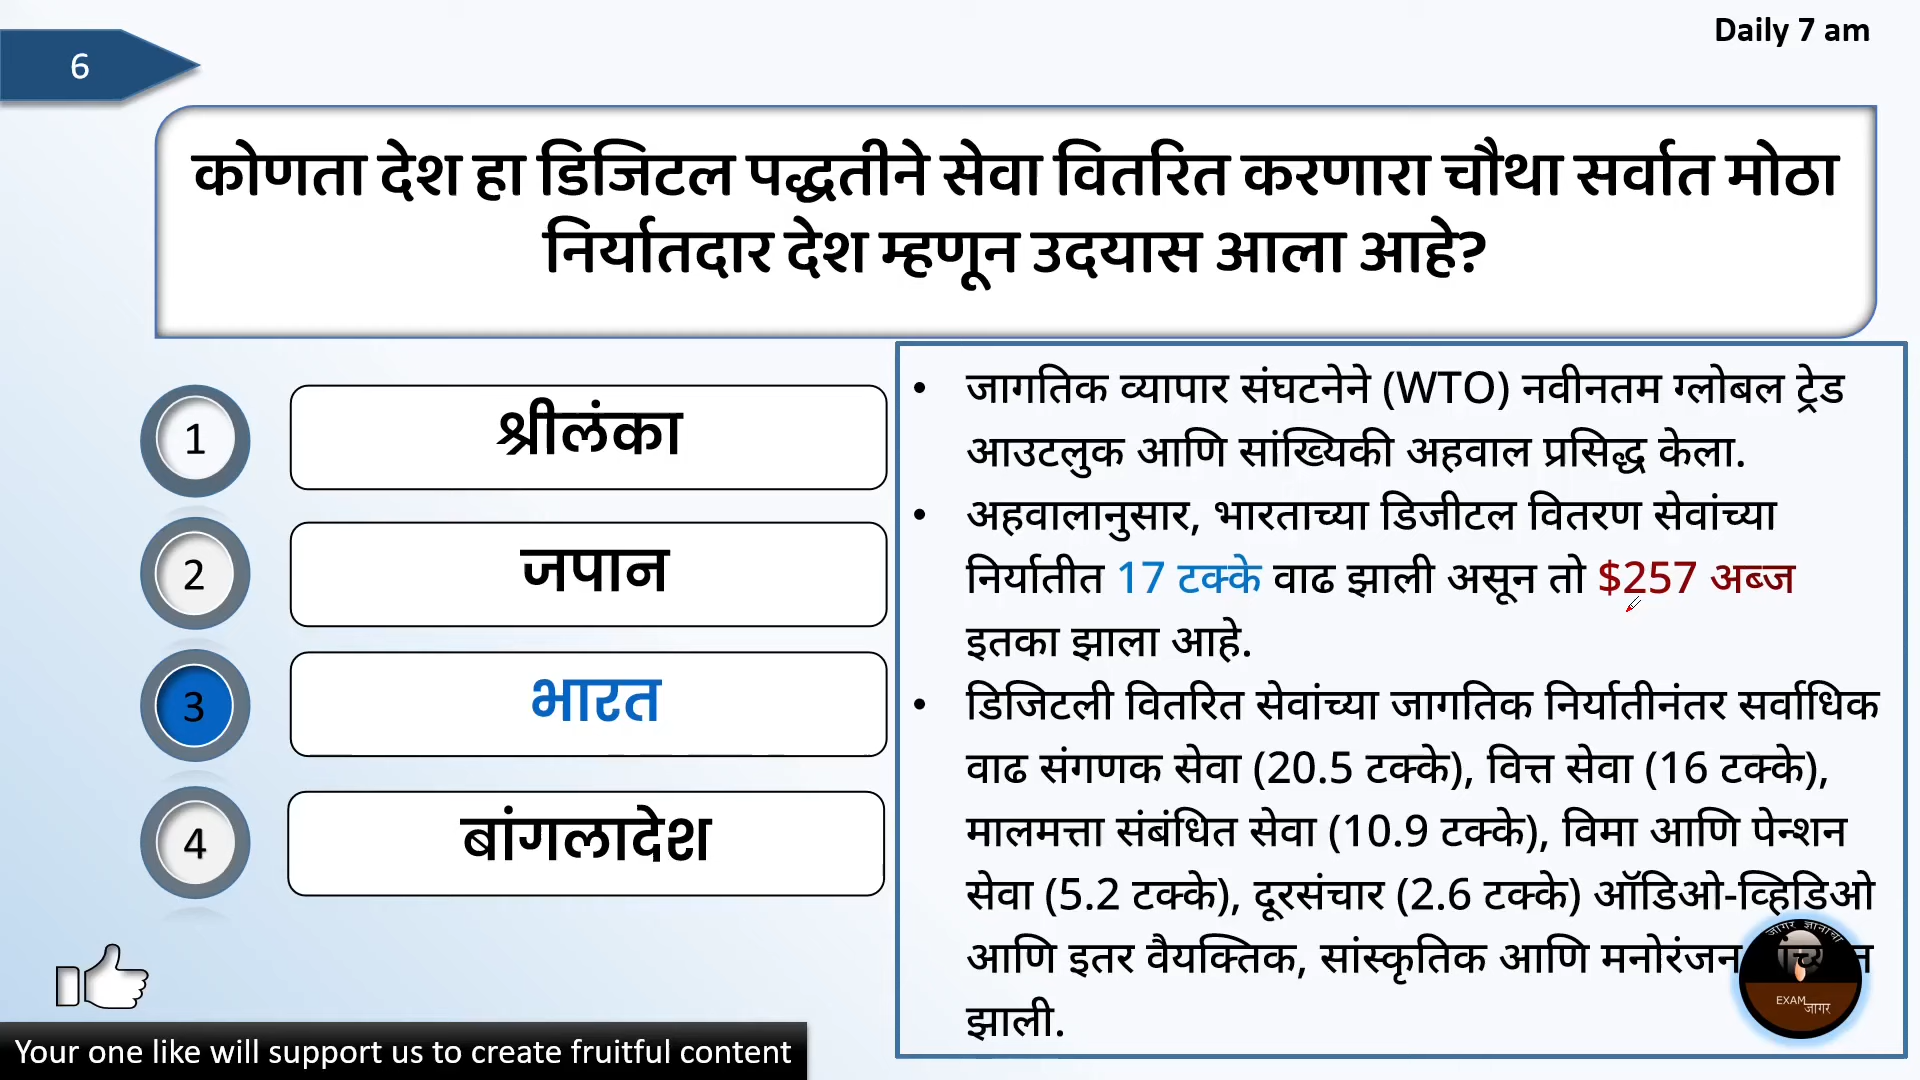 Daily 7 am
6
कोणता देश हा डिजिटल पद्धतीने सेवा वितरित करणारा चौथा सर्वात मोठा
निर्यातदार देश म्हणून उदयास आला आहे?
1
श्रीलंका
2
जपान
3
भारत
4
बांगलादेश
• जागतिक व्यापार संघटनेने (WTO) नवीनतम ग्लोबल ट्रेड
आउटलुक आणि सांख्यिकी अहवाल प्रसिद्ध केला.
• अहवालानुसार, भारताच्या डिजीटल वितरण सेवांच्या
निर्यातीत 17 टक्के वाढ झाली असून तो $257 अब्ज
इतका झाला आहे.
• डिजिटली वितरित सेवांच्या जागतिक निर्यातीनंतर सर्वाधिक
वाढ संगणक सेवा (20.5 टक्के), वित्त सेवा (16 टक्के),
मालमत्ता संबंधित सेवा (10.9 टक्के), विमा आणि पेन्शन
सेवा (5.2 टक्के), दूरसंचार (2.6 टक्के) ऑडिओ-व्हिडिओ
आणि इतर वैयक्तिक, सांस्कृतिक आणि मनोरंजन
झाली.
जागर ज्ञानाचा
EXAM
जागर
Your one like will support us to create fruitful content